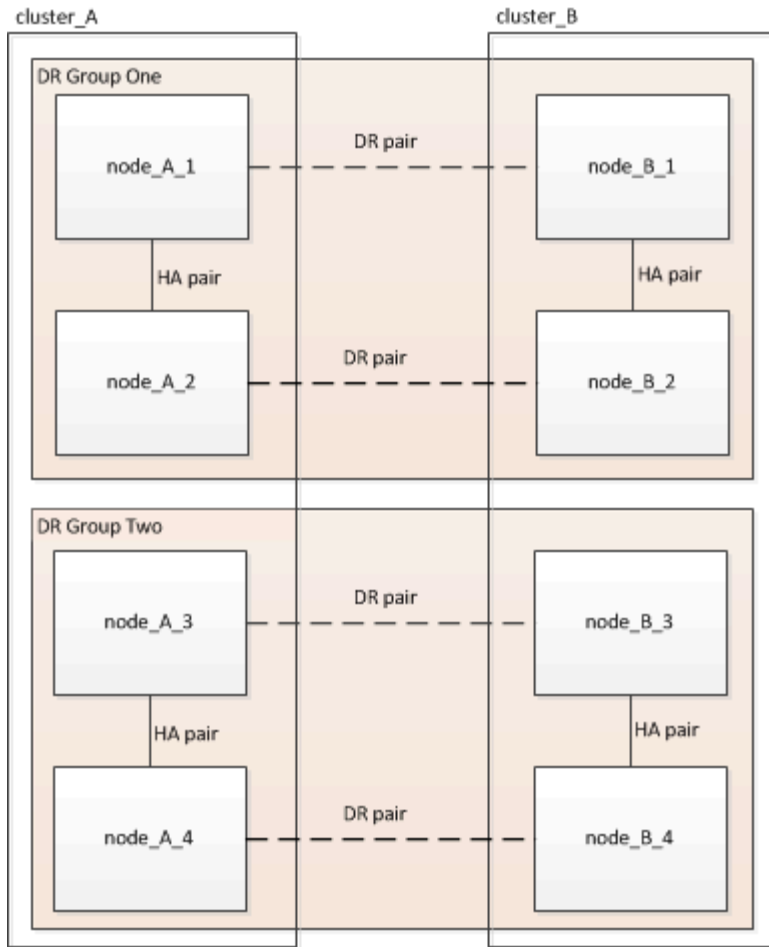 cluster_A
cluster_B
DR Group One
node_A_1
DR pair
node_B_1
HA pair
HA pair
node_A_2
DR pair
node_B_2
DR Group Two
node_A_3
DR pair
node_B_3
HA pair
HA pair
node_A_4
DR pair
node_B_4